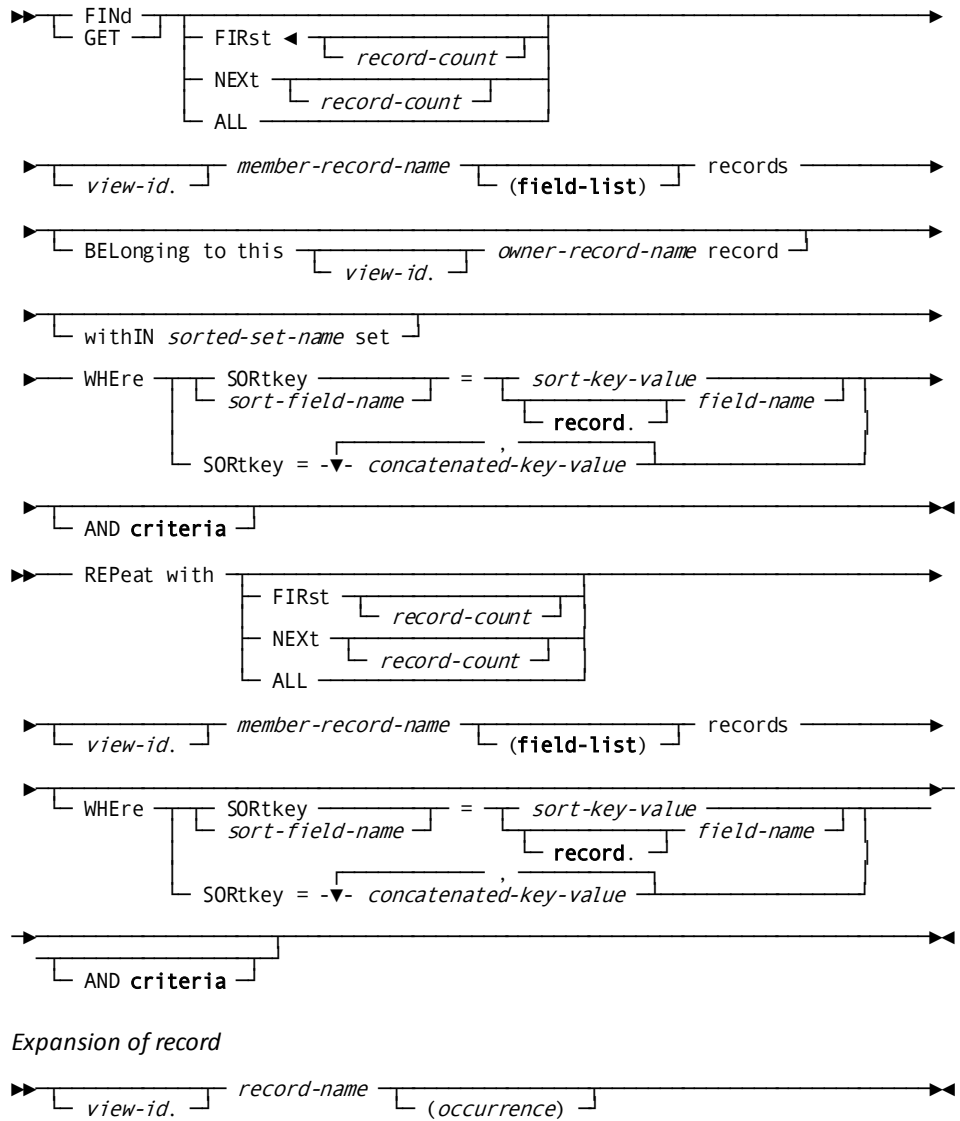 FINd
GET
FIRst
record-count
NEXt
record-count
ALL
view-id. member-record-name (field-list) records
BELonging to this view-id. owner-record-name record
withIN sorted-set-name set
WHEre SORtkey = sort-key-value
sort-field-name record. field-name
,
SORtkey = concatenated-key-value
AND criteria
REPeat with
FIRst
record-count
NEXt
record-count
ALL
view-id. member-record-name (field-list) records
WHEre SORtkey = sort-key-value
sort-field-name record. field-name
,
SORtkey = concatenated-key-value
AND criteria
Expansion of record
view-id. record-name (occurrence)